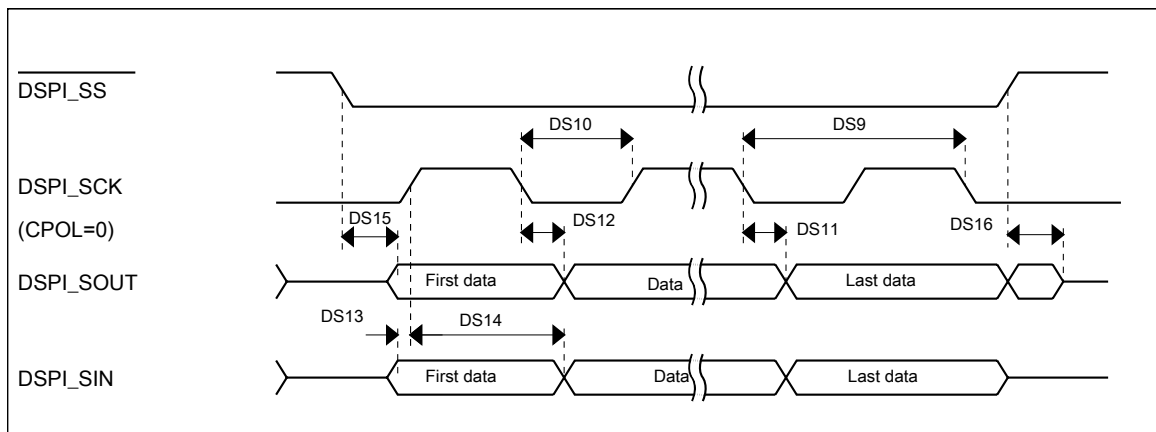 DSPI_SS
DS10 DS9
DSPI_SCK
(CPOL=0)
DS15 DS12 DS11 DS16
DSPI_SOUT First data Data Last data
DS13 DS14
DSPI_SIN First data Data Last data